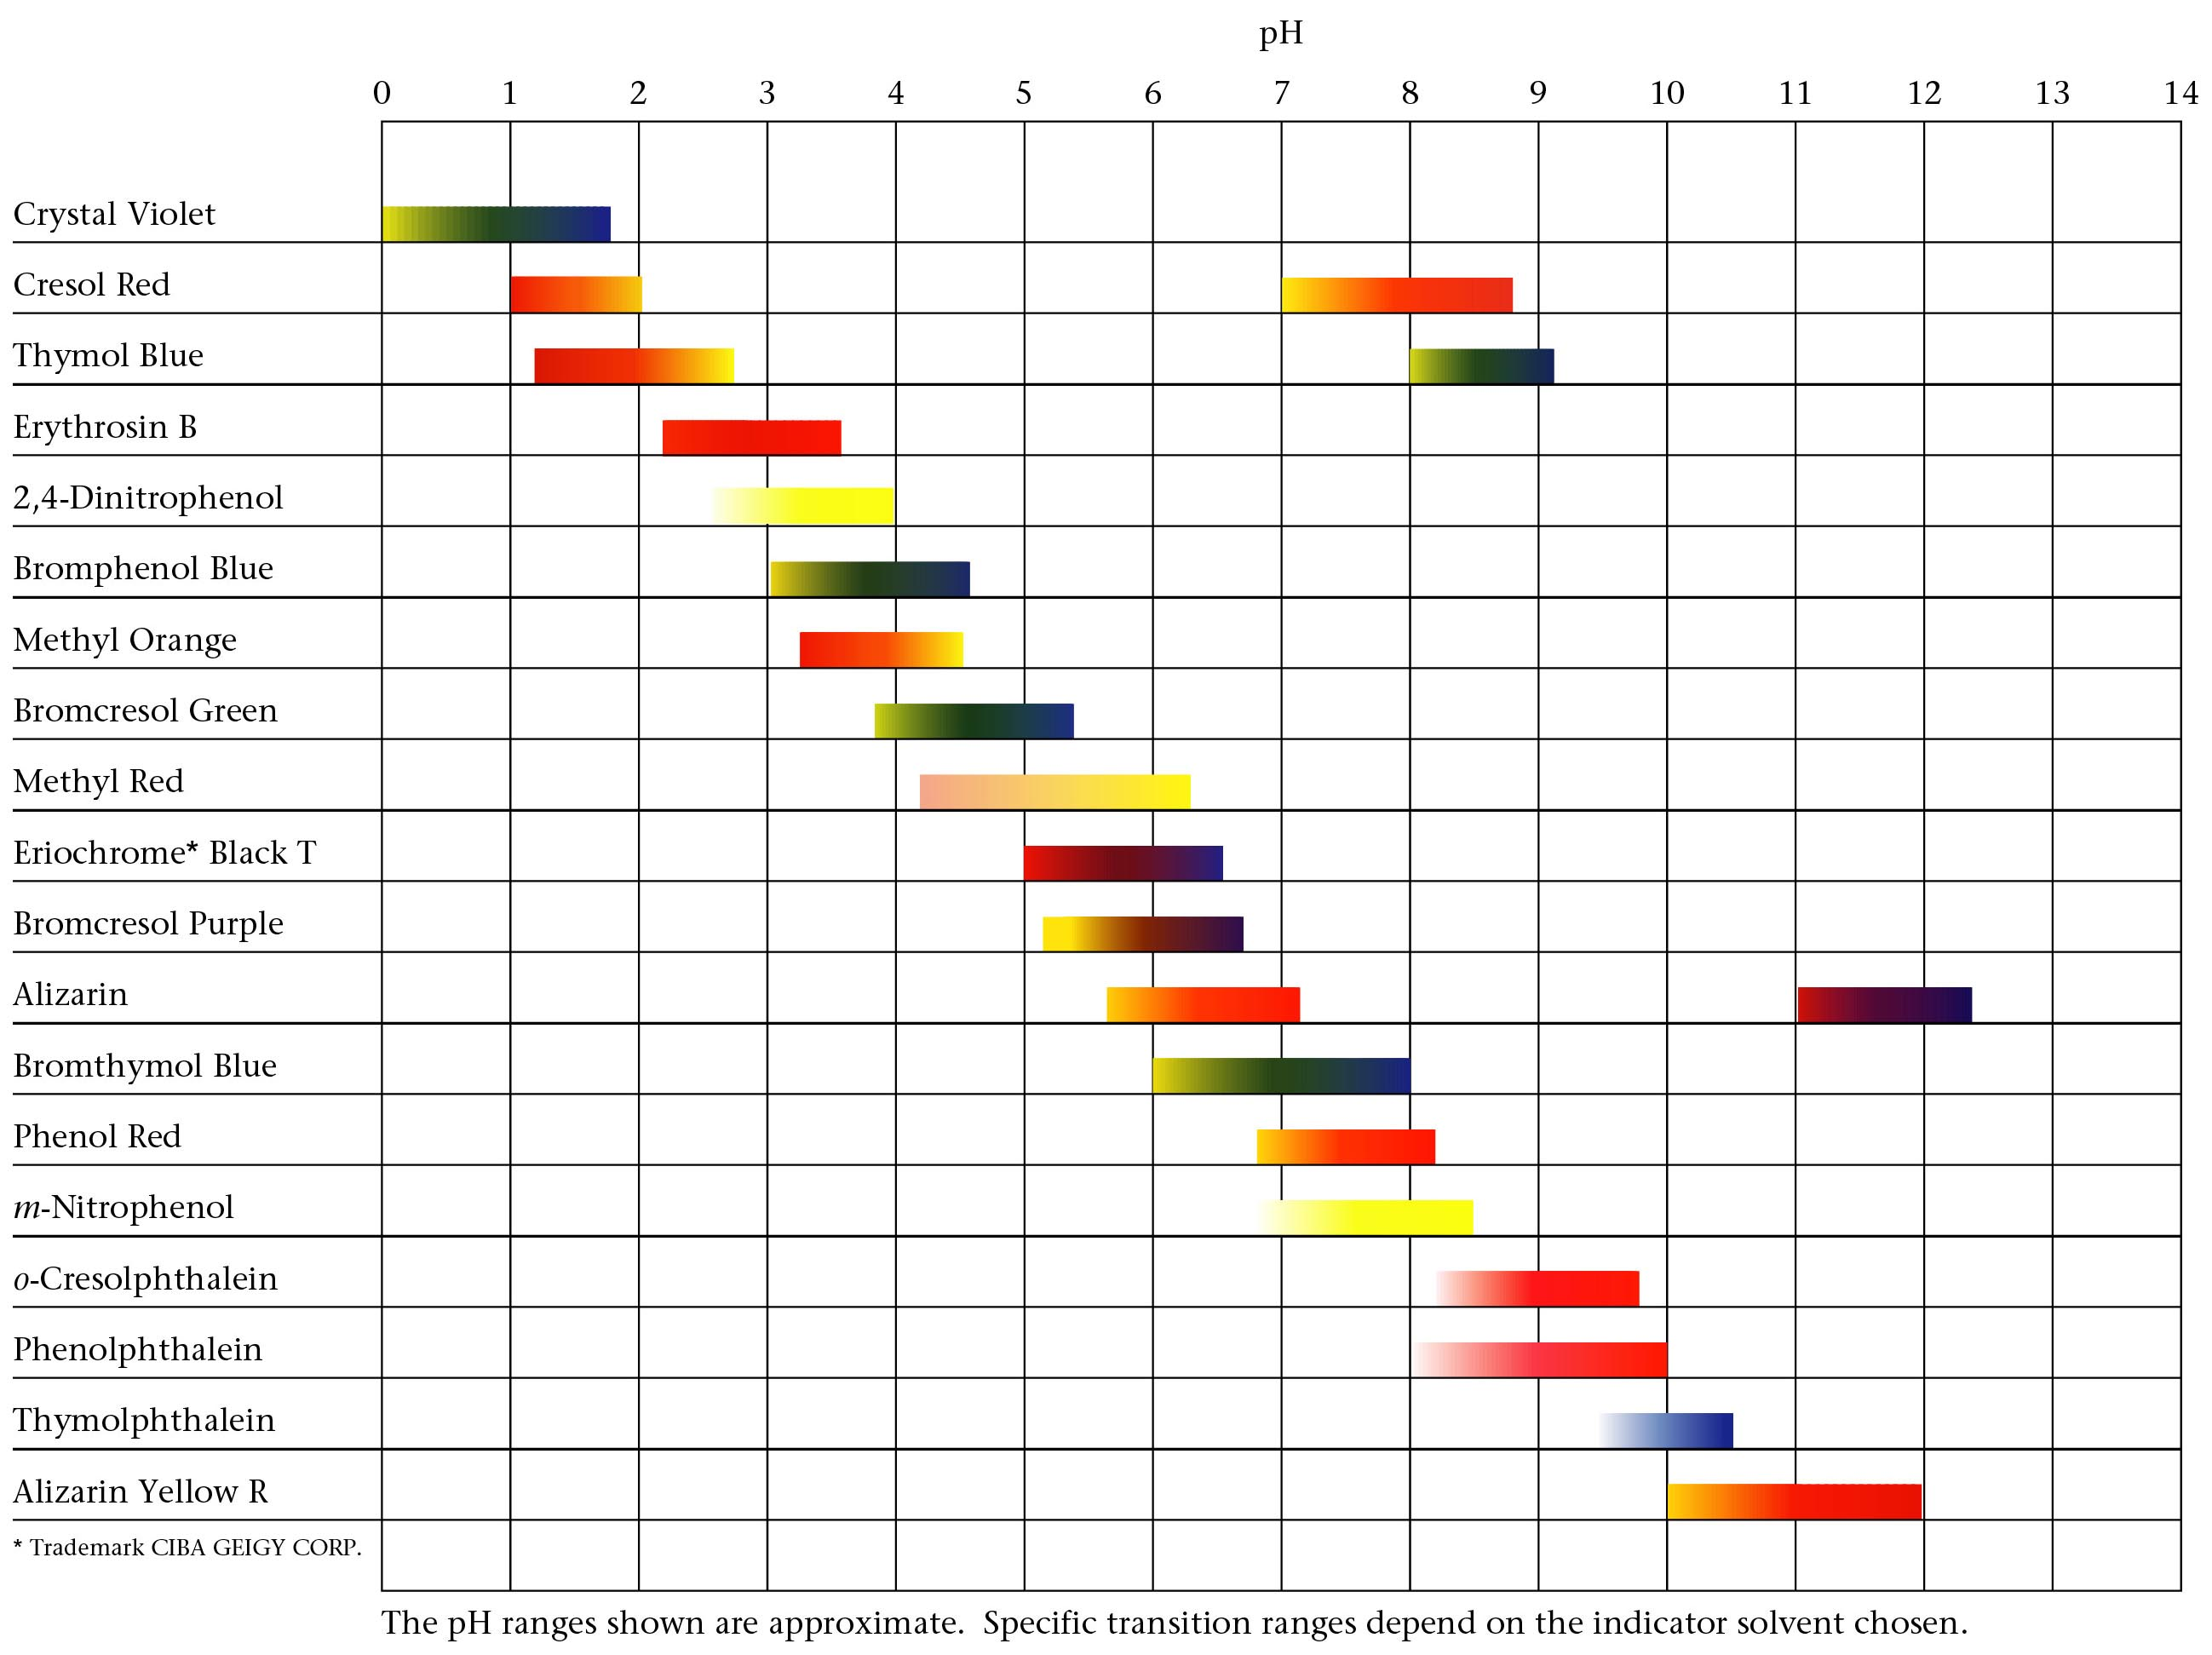 pH
0 1 2 3 4 5 6 7 8 9 10 11 12 13 14
Crystal Violet
Cresol Red
Thymol Blue
Erythrosin B
2,4-Dinitrophenol
Bromphenol Blue
Methyl Orange
Bromcresol Green
Methyl Red
Eriochrome* Black T
Bromcresol Purple
Alizarin
Bromthymol Blue
Phenol Red
m-Nitrophenol
o-Cresolphthalein
Phenolphthalein
Thymolphthalein
Alizarin Yellow R
* Trademark CIBA GEIGY CORP.
The pH ranges shown are approximate.  Specific transition ranges depend on the indicator solvent chosen.